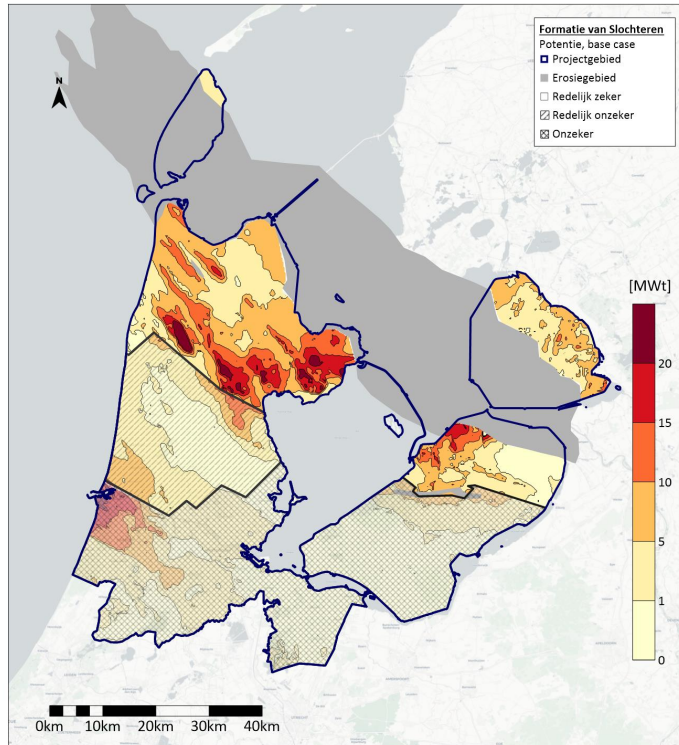 Formatie van Slochteren
Potentie, base case
Projectgebied
Erosiegebied
Redelijk zeker
Redelijk onzeker
Onzeker
N
[MWt]
20
15
10
5
1
0
0km 10km 20km 30km 40km